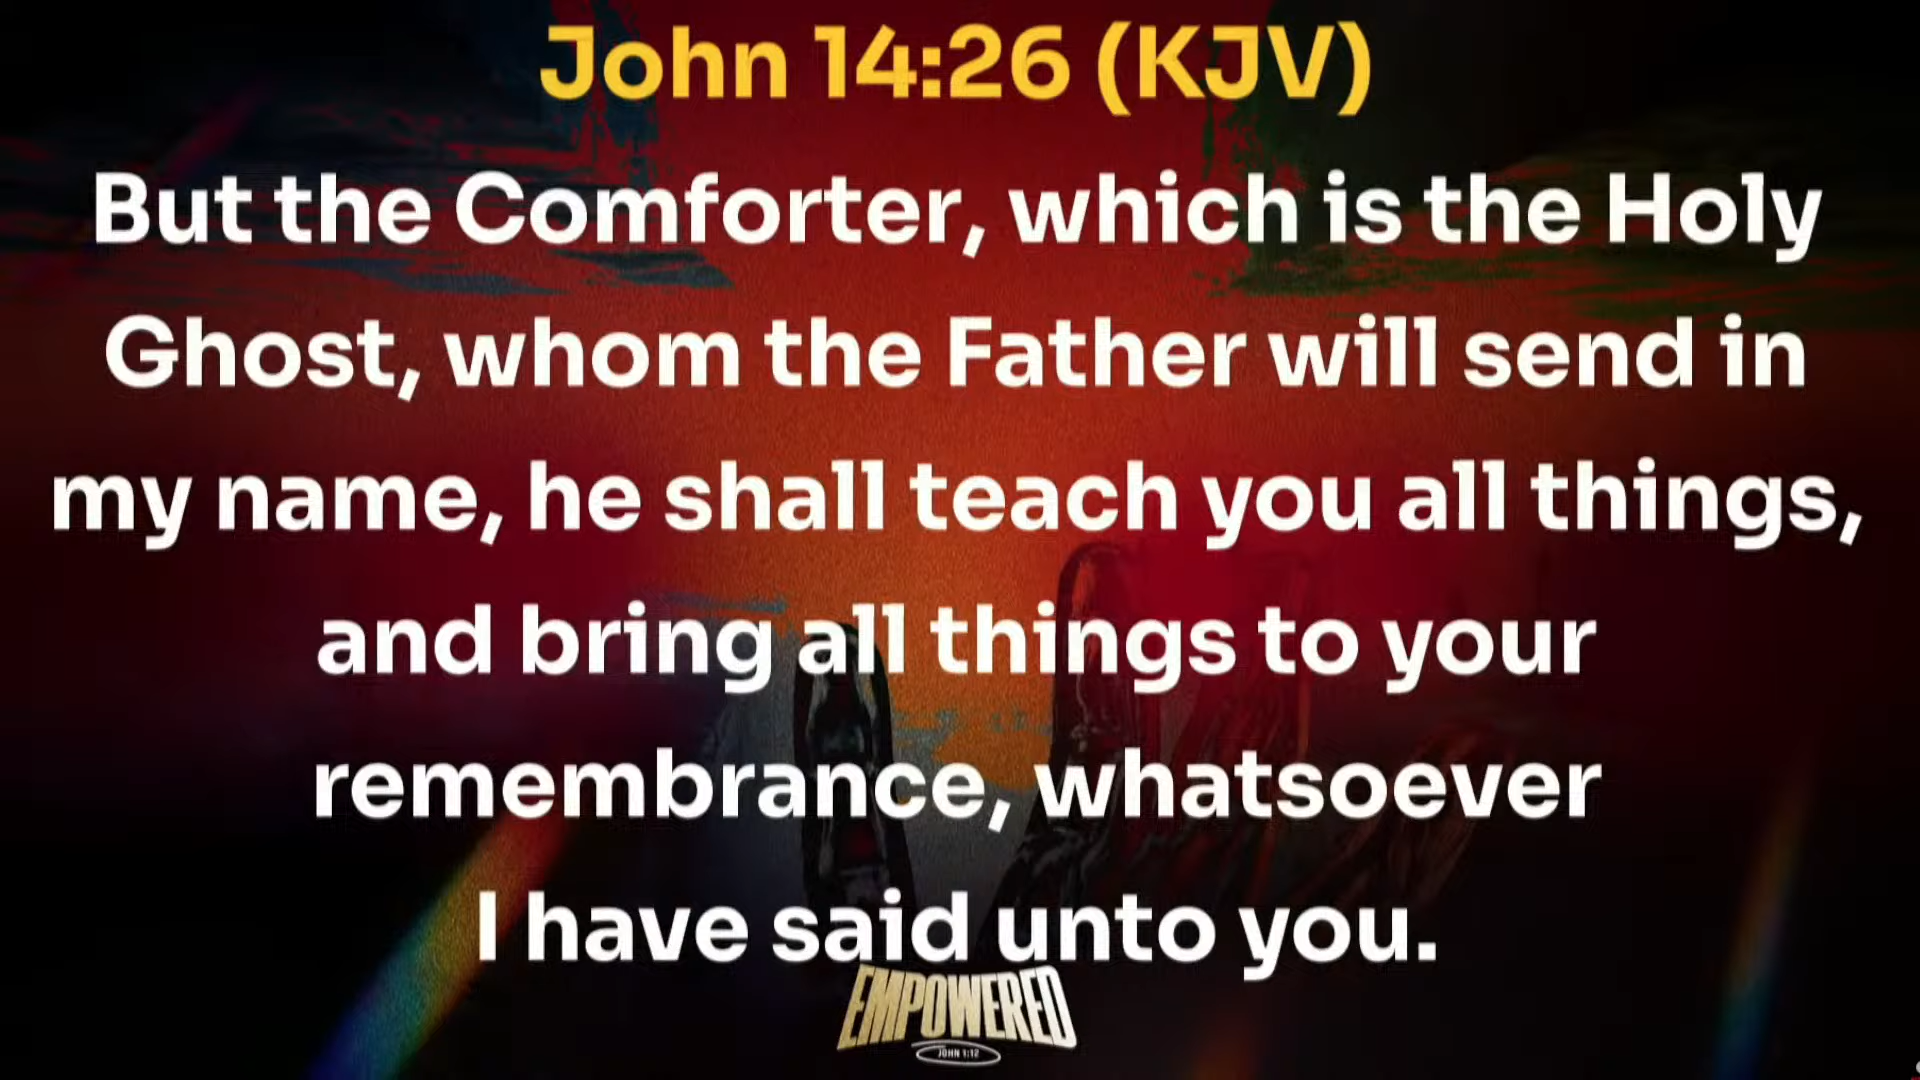 John 14:26 (KJV)
But the Comforter, which is the Holy
Ghost, whom the Father will send in
my name, he shall teach you all things,
and bring all things to your
remembrance, whatsoever
I have said unto you.
EMPOWERED
JOHN 1:12